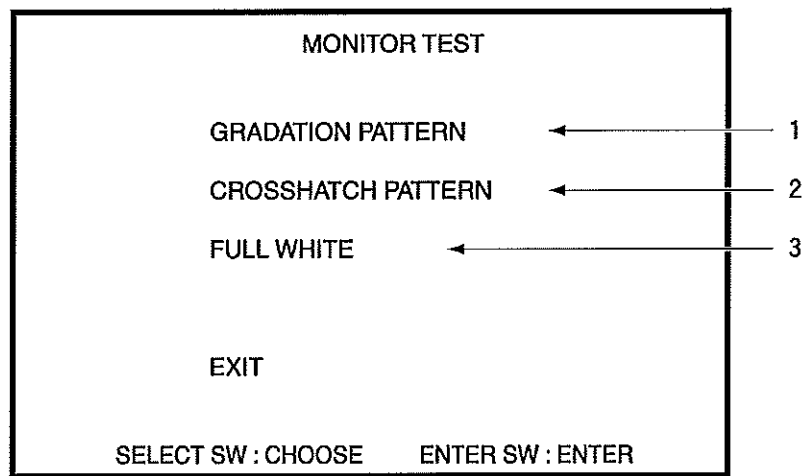 MONITOR TEST
GRADATION PATTERN 1
CROSSHATCH PATTERN 2
FULL WHITE 3
EXIT
SELECT SW : CHOOSE ENTER SW : ENTER